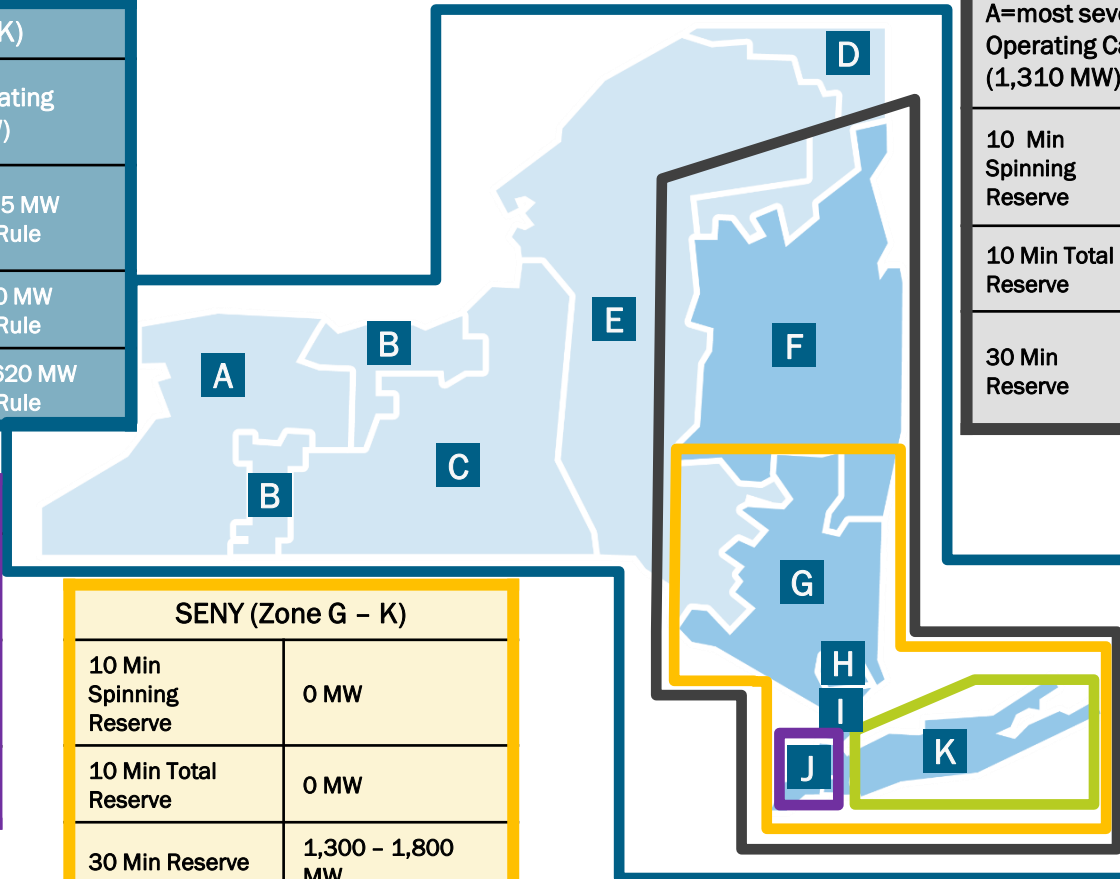 K)
ating
5 MW
Rule
0 MW
Rule
620 MW
Rule
A=most
Operating
(1,310 MW)
10 Min
Spinning
Reserve
10 Min Total
Reserve
30 Min
Reserve
D
E
B
A
F
C
B
G
H
I
J
K
SENY (Zone G – K)
10 Min
Spinning
Reserve
0 MW
10 Min Total
Reserve
0 MW
30 Min Reserve
1,300 – 1,800
MW